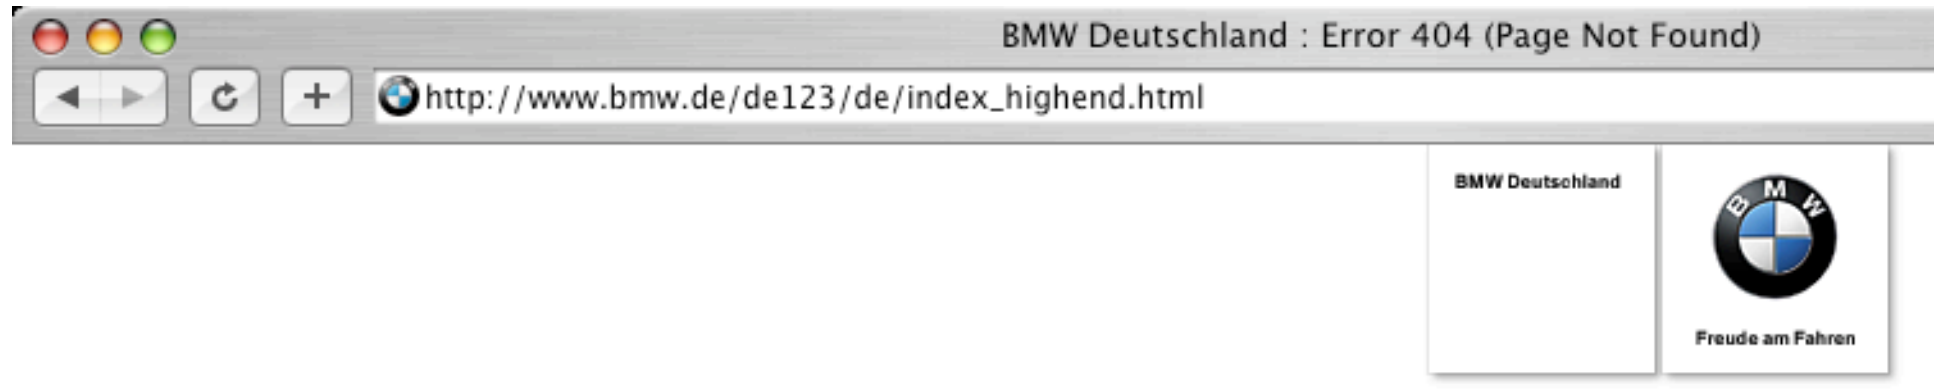 BMW Deutschland : Error 404 (Page Not Found)
http://www.bmw.de/de123/de/index_highend.html
BMW Deutschland
BMW
Freude am Fahren